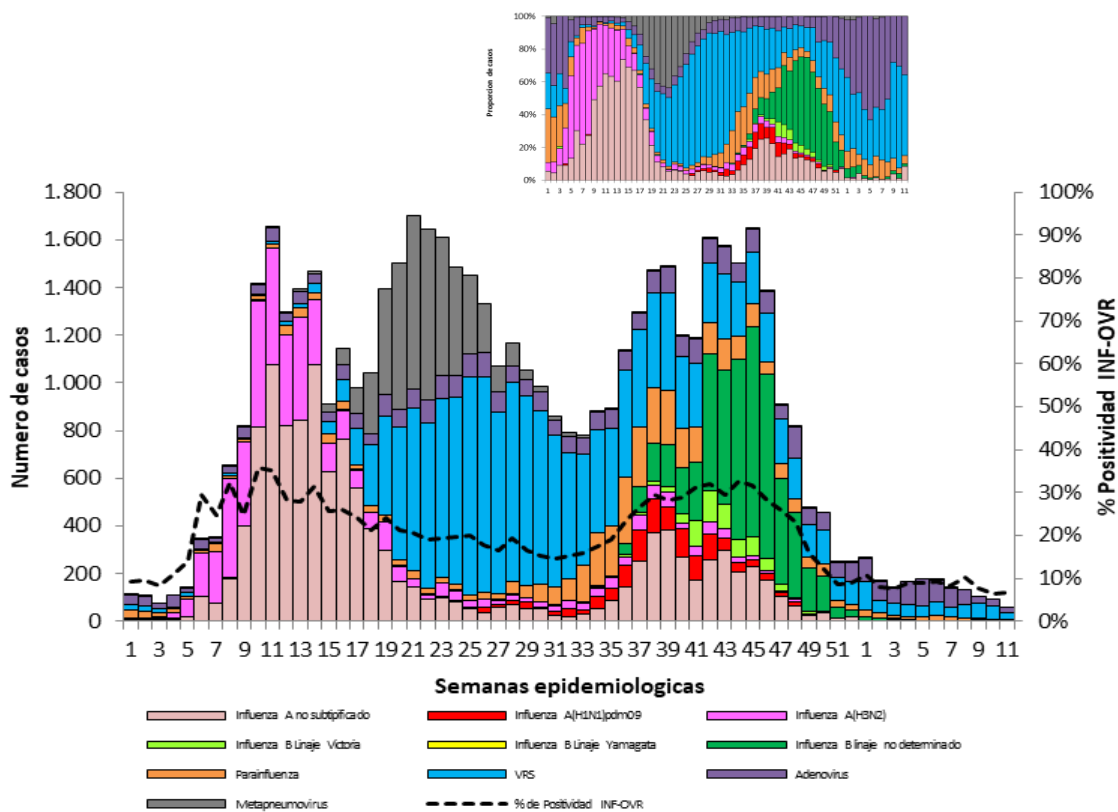 100%
80%
60%
40%
20%
0%
Proporcion de casos
1 3 5 7 9 11 13 15 17 19 21 23 25 27 29 31 33 35 37 39 41 43 45 47 49 51 1 3 5 7 9 11
1.800
1.600
1.400
1.200
1.000
800
600
400
200
0
Numero de casos
100%
90%
80%
70%
60%
50%
40%
30%
20%
10%
0%
% Positividad INF-OVR
1 3 5 7 9 11 13 15 17 19 21 23 25 27 29 31 33 35 37 39 41 43 45 47 49 51 1 3 5 7 9 11
Semanas epidemiologicas
Influenza A no subtipificado
Influenza A(H1N1)pdm09
Influenza A(H3N2)
Influenza B Linaje Victoria
Influenza B Linaje Yamagata
Influenza B linaje no determinado
Parainfluenza
VRS
Adenovirus
Metapneumovirus
% de Positividad INF-OVR